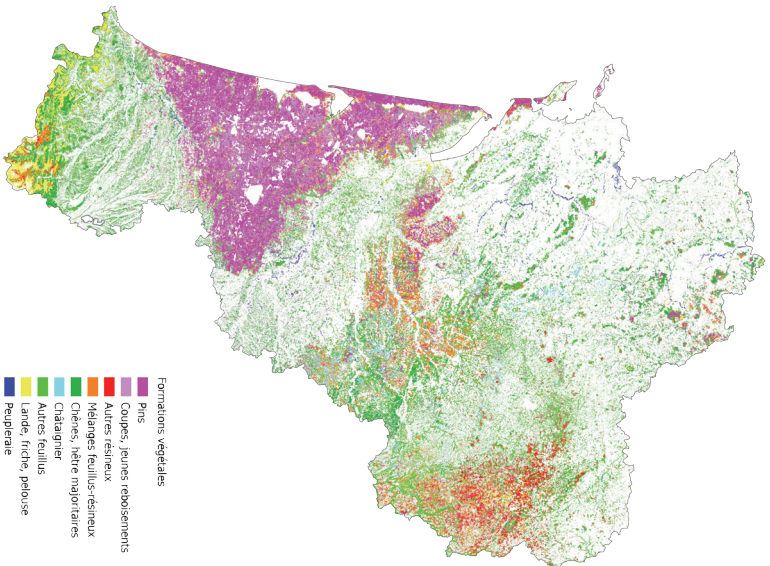 Formations végétales
Pins
Coupes, jeunes reboisements
Autres résineux
Mélanges feuillus-résineux
Chênes, hêtre majoritaires
Châtaignier
Autres feuillus
Lande, friche, pelouse
Peupleraie